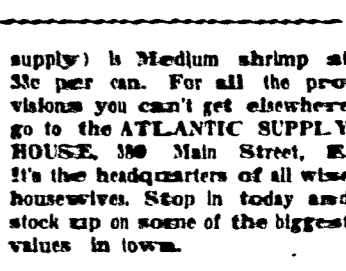 supply) is Medium shrimp at
33c per can. For all the pro-
visions you can't get elsewhere
go to the ATLANTIC SUPPLY
HOUSE, Main Street,
It's the headquarters of all wise
housewives. Stop in today and
stock up on some of the biggest
values in town.